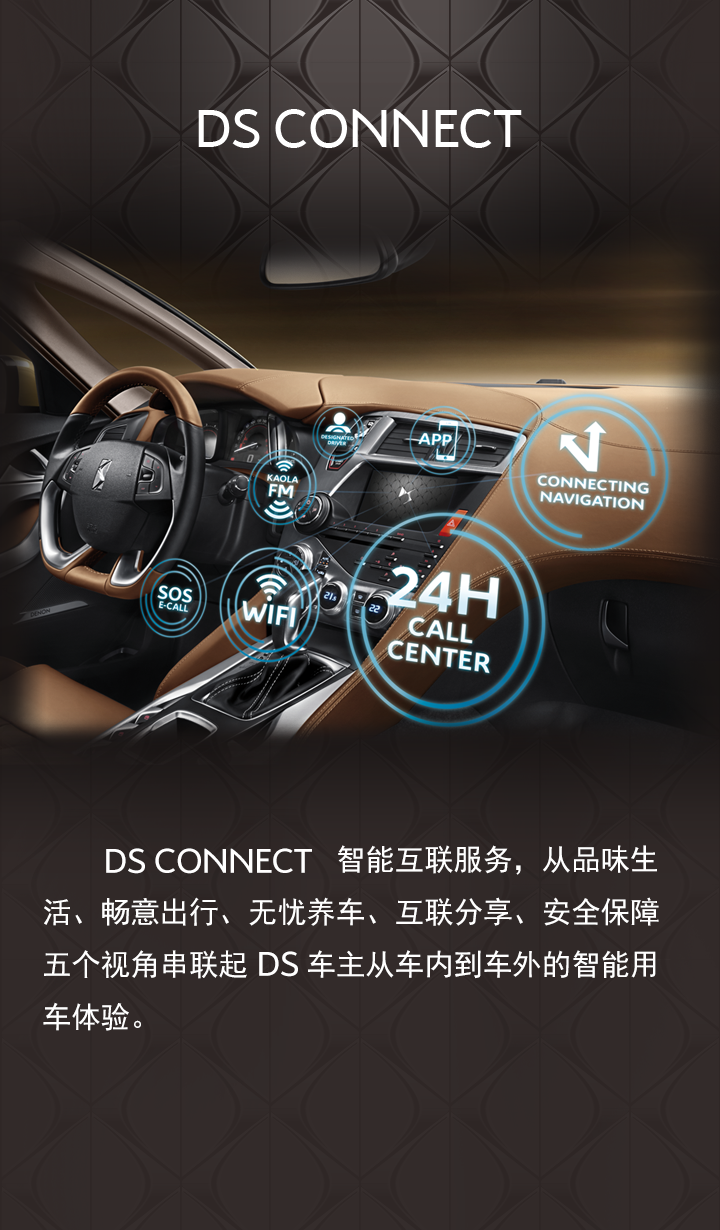 DS CONNECT
DESIGNATED
DRIVER
APP
KAOLA
FM
CONNECTING
NAVIGATION
SOS
E-CALL
WIFI
24H
CALL
CENTER
22
XENON
DS CONNECT 智能互联服务，从品味生
活、畅意出行、无忧养车、互联分享、安全保障
五个视角串联起 DS 车主从车内到车外的智能用
车体验。